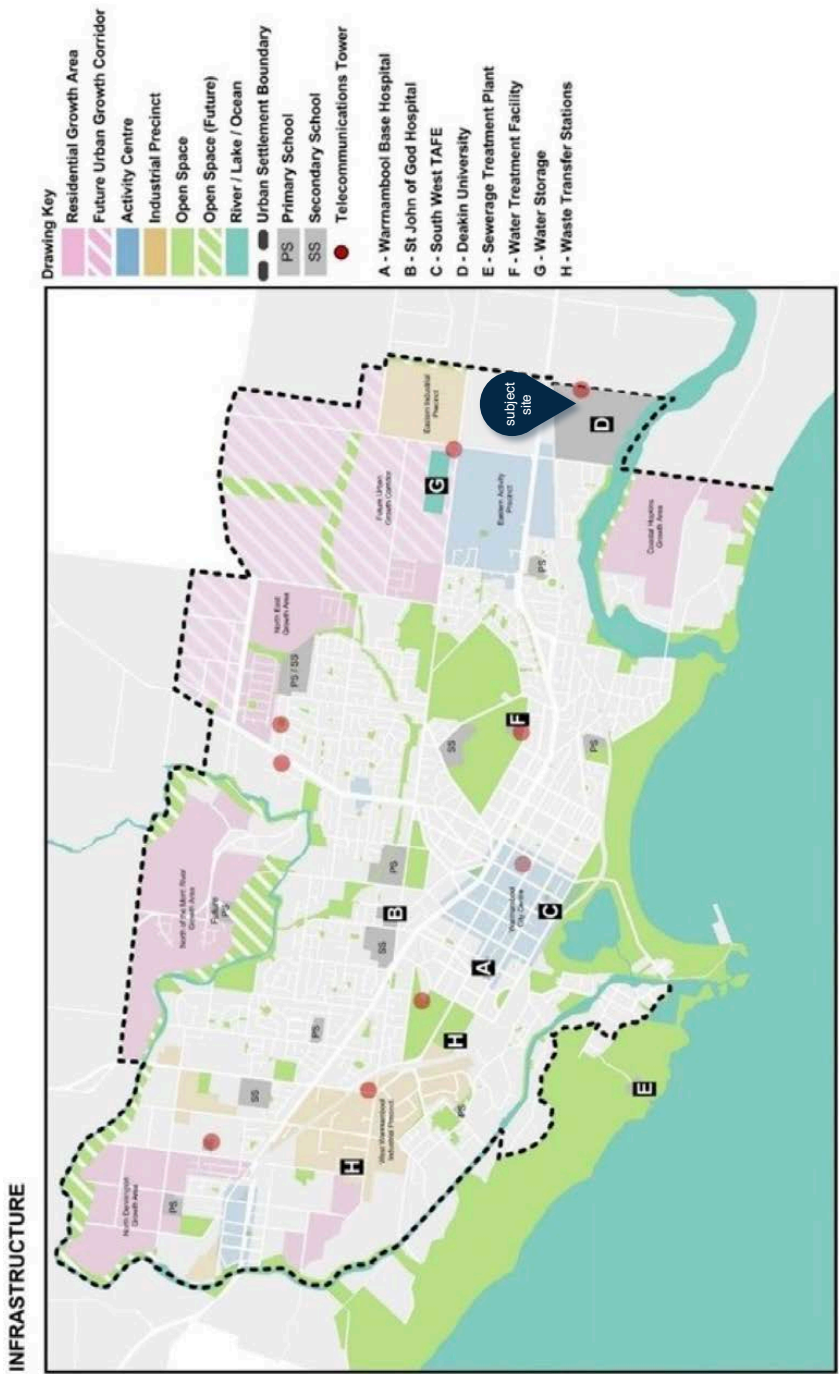 INFRASTRUCTURE
Drawing Key
Residential Growth Area
Future Urban Growth Corridor
Activity Centre
Industrial Precinct
Open Space
Open Space (Future)
River / Lake / Ocean
Urban Settlement Boundary
PS
Primary School
SS
Secondary School
Telecommunications Tower
A - Warrnambool Base Hospital
B - St John of God Hospital
C - South West TAFE
D - Deakin University
E - Sewerage Treatment Plant
F - Water Treatment Facility
G - Water Storage
H - Waste Transfer Stations
North Dennington
Growth Area
PS
SS
PS
H
West Warrnambool
Industrial Precinct
PS
H
E
North of the Merri River
Growth Area
Future
PS
SS
B
PS
A
C
Warrnambool
City Centre
PS / SS
North East
Growth Area
SS
F
PS
Future Urban
Growth Corridor
G
Eastern Industrial
Precinct
Eastern Activity
Precinct
PS
subject
site
D
Coastal Hopkins
Growth Area